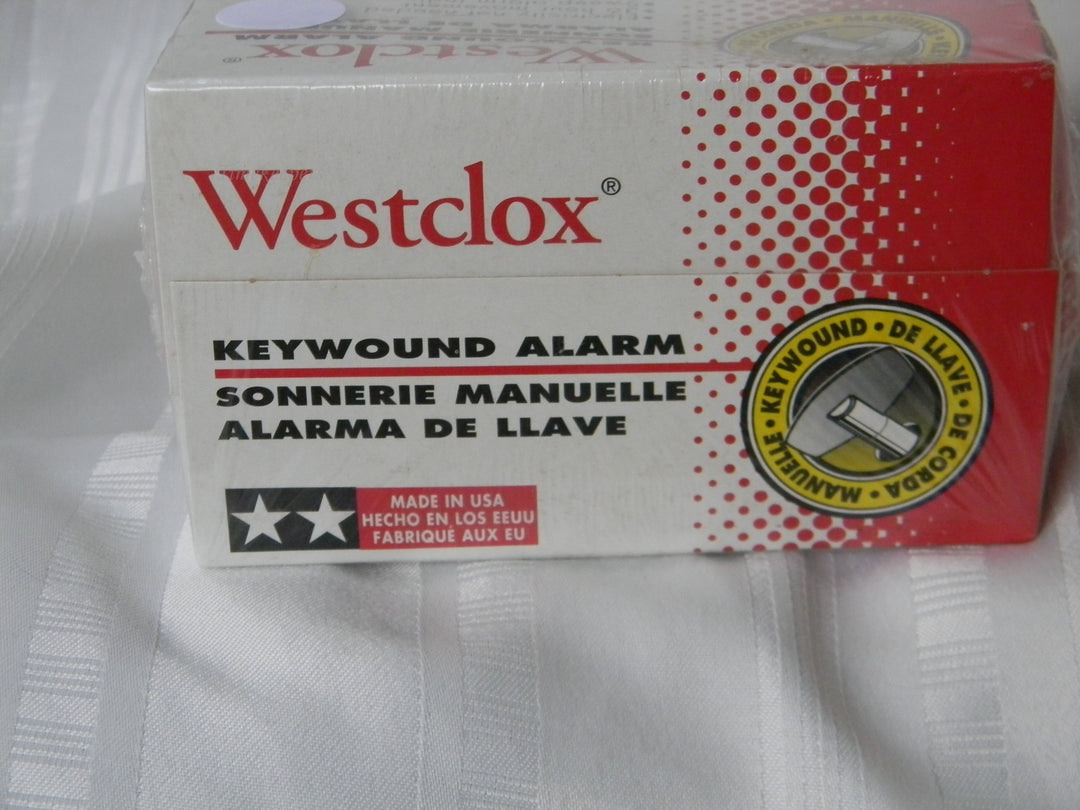 Westclox®
KEYWOUND ALARM
SONNERIE MANUELLE
ALARMA DE LLAVE
MADE IN USA
HECHO EN LOS EEUU
FABRIQUÉ AUX EU
KEYWOUND • DE LLAVE • DE CORDA • MANUELLE •